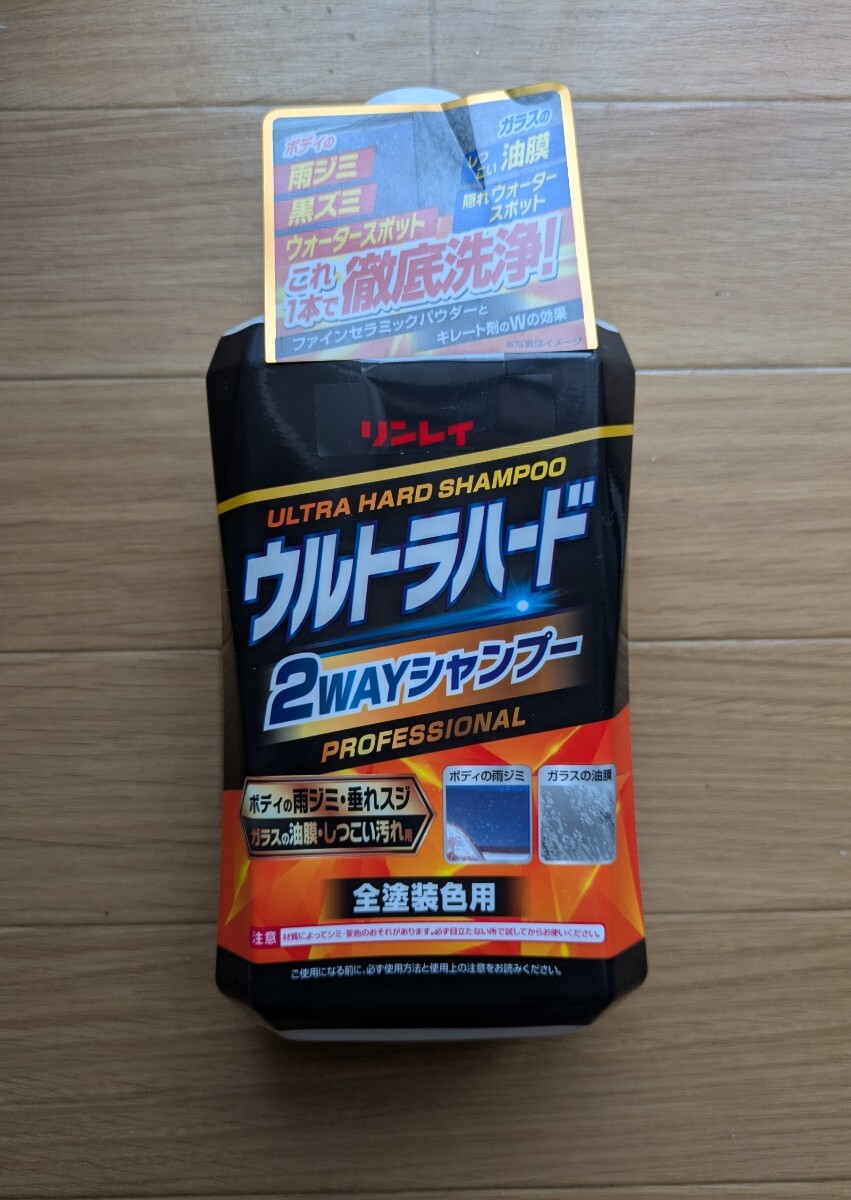 ボディの
雨ジミ
黒ズミ
ウォータースポット
ガラスの
しつこい 油膜
隠れウォーター
スポット
これ
1本で徹底洗浄!
ファインセラミックパウダーと
キレート剤のWの効果
※写真はイメージ
リンレイ
ULTRA HARD SHAMPOO
ウルトラハード
2WAYシャンプー
PROFESSIONAL
ボディの雨ジミ・垂れスジ
ガラスの油膜・しつこい汚れ用
ボディの雨ジミ
ガラスの油膜
全塗装色用
注意 材質によってシミ・変色のおそれがあります。必ず目立たない所で試してからお使いください。
ご使用になる前に、必ず使用方法と使用上の注意をお読みください。